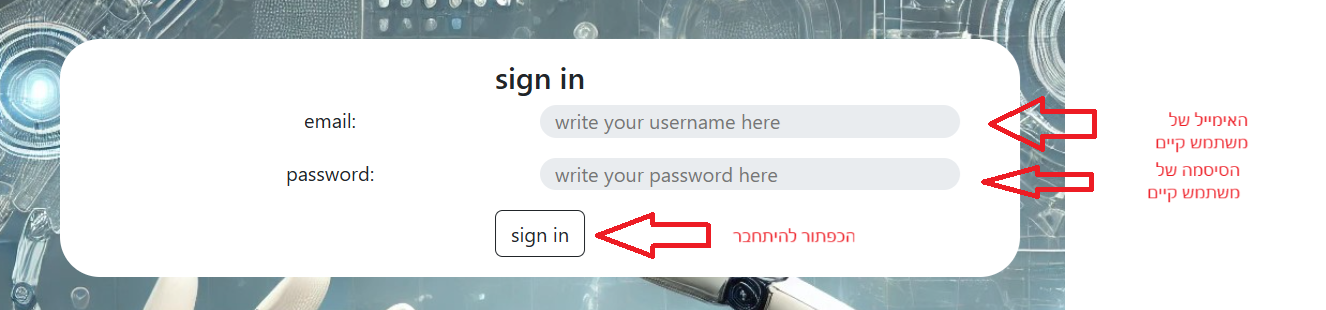 sign in
email:
write your username here
האימייל של
משתמש קיים
password:
write your password here
הסיסמה של
משתמש קיים
sign in
הכפתור להיתחבר